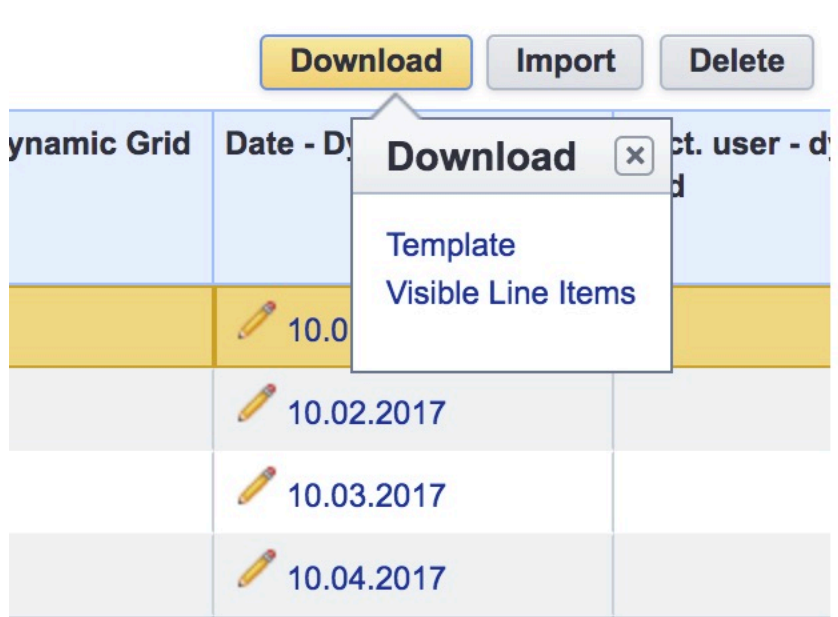 Download Import Delete
ynamic Grid Date - Dy ct. user - d
Download
d
Template
Visible Line Items
10.0
10.02.2017
10.03.2017
10.04.2017